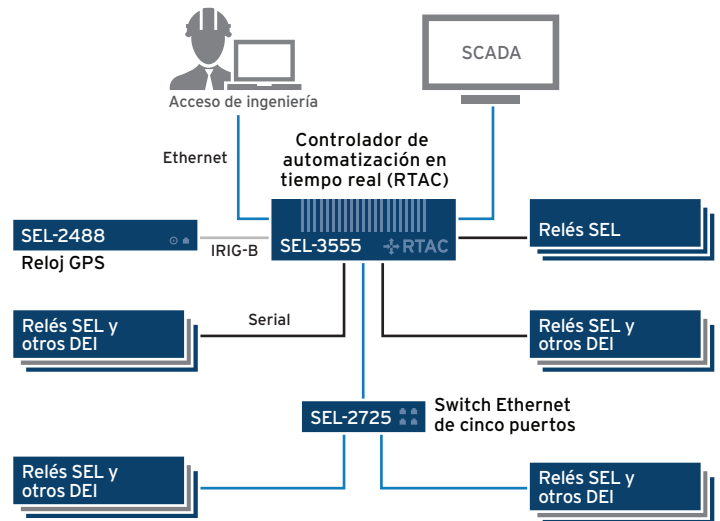 SCADA
Acceso de ingeniería
Ethernet
Controlador de
automatización en
tiempo real (RTAC)
SEL-2488
Reloj GPS
IRIG-B
SEL-3555
RTAC
Relés SEL
Relés SEL y
otros DEI
Serial
Relés SEL y
otros DEI
SEL-2725
Switch Ethernet
de cinco puertos
Relés SEL y
otros DEI
Relés SEL y
otros DEI